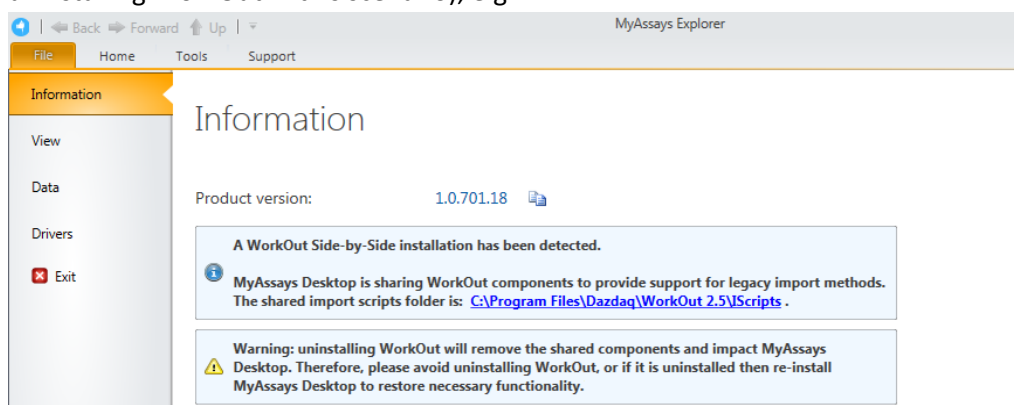 Back Forward Up MyAssays Explorer
File Home Tools Support
Information
View
Data
Drivers
Exit
Information
Product version: 1.0.701.18
A WorkOut Side-by-Side installation has been detected.
MyAssays Desktop is sharing WorkOut components to provide support for legacy import methods.
The shared import scripts folder is: C:\Program Files\Dazdaq\WorkOut 2.5\IScripts .
Warning: uninstalling WorkOut will remove the shared components and impact MyAssays
Desktop. Therefore, please avoid uninstalling WorkOut, or if it is uninstalled then re-install
MyAssays Desktop to restore necessary functionality.